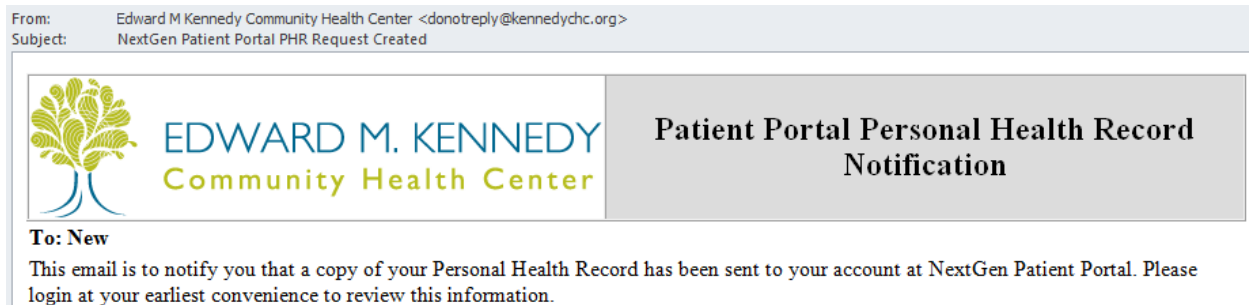 From: Edward M Kennedy Community Health Center <donotreply@kennedychc.org>
Subject: NextGen Patient Portal PHR Request Created
EDWARD M. KENNEDY
Community Health Center
Patient Portal Personal Health Record
Notification
To: New
This email is to notify you that a copy of your Personal Health Record has been sent to your account at NextGen Patient Portal. Please
login at your earliest convenience to review this information.